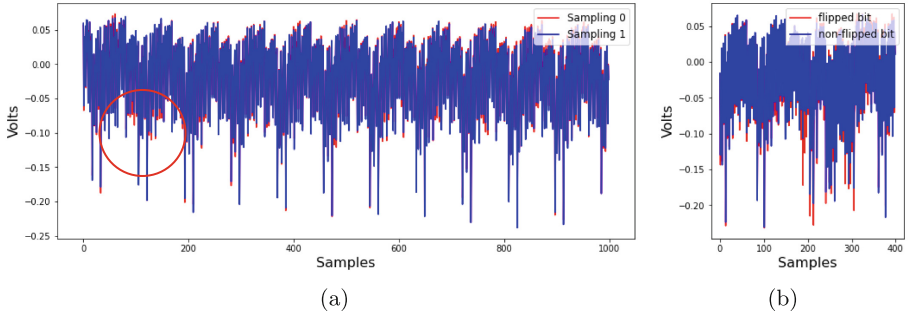 Sampling 0
Sampling 1
0.05
0.00
−0.05
−0.10
−0.15
−0.20
−0.25
Volts
0 200 400 600 800 1000
Samples
(a)
flipped bit
non-flipped bit
0.05
0.00
−0.05
−0.10
−0.15
−0.20
Volts
0 100 200 300 400
Samples
(b)